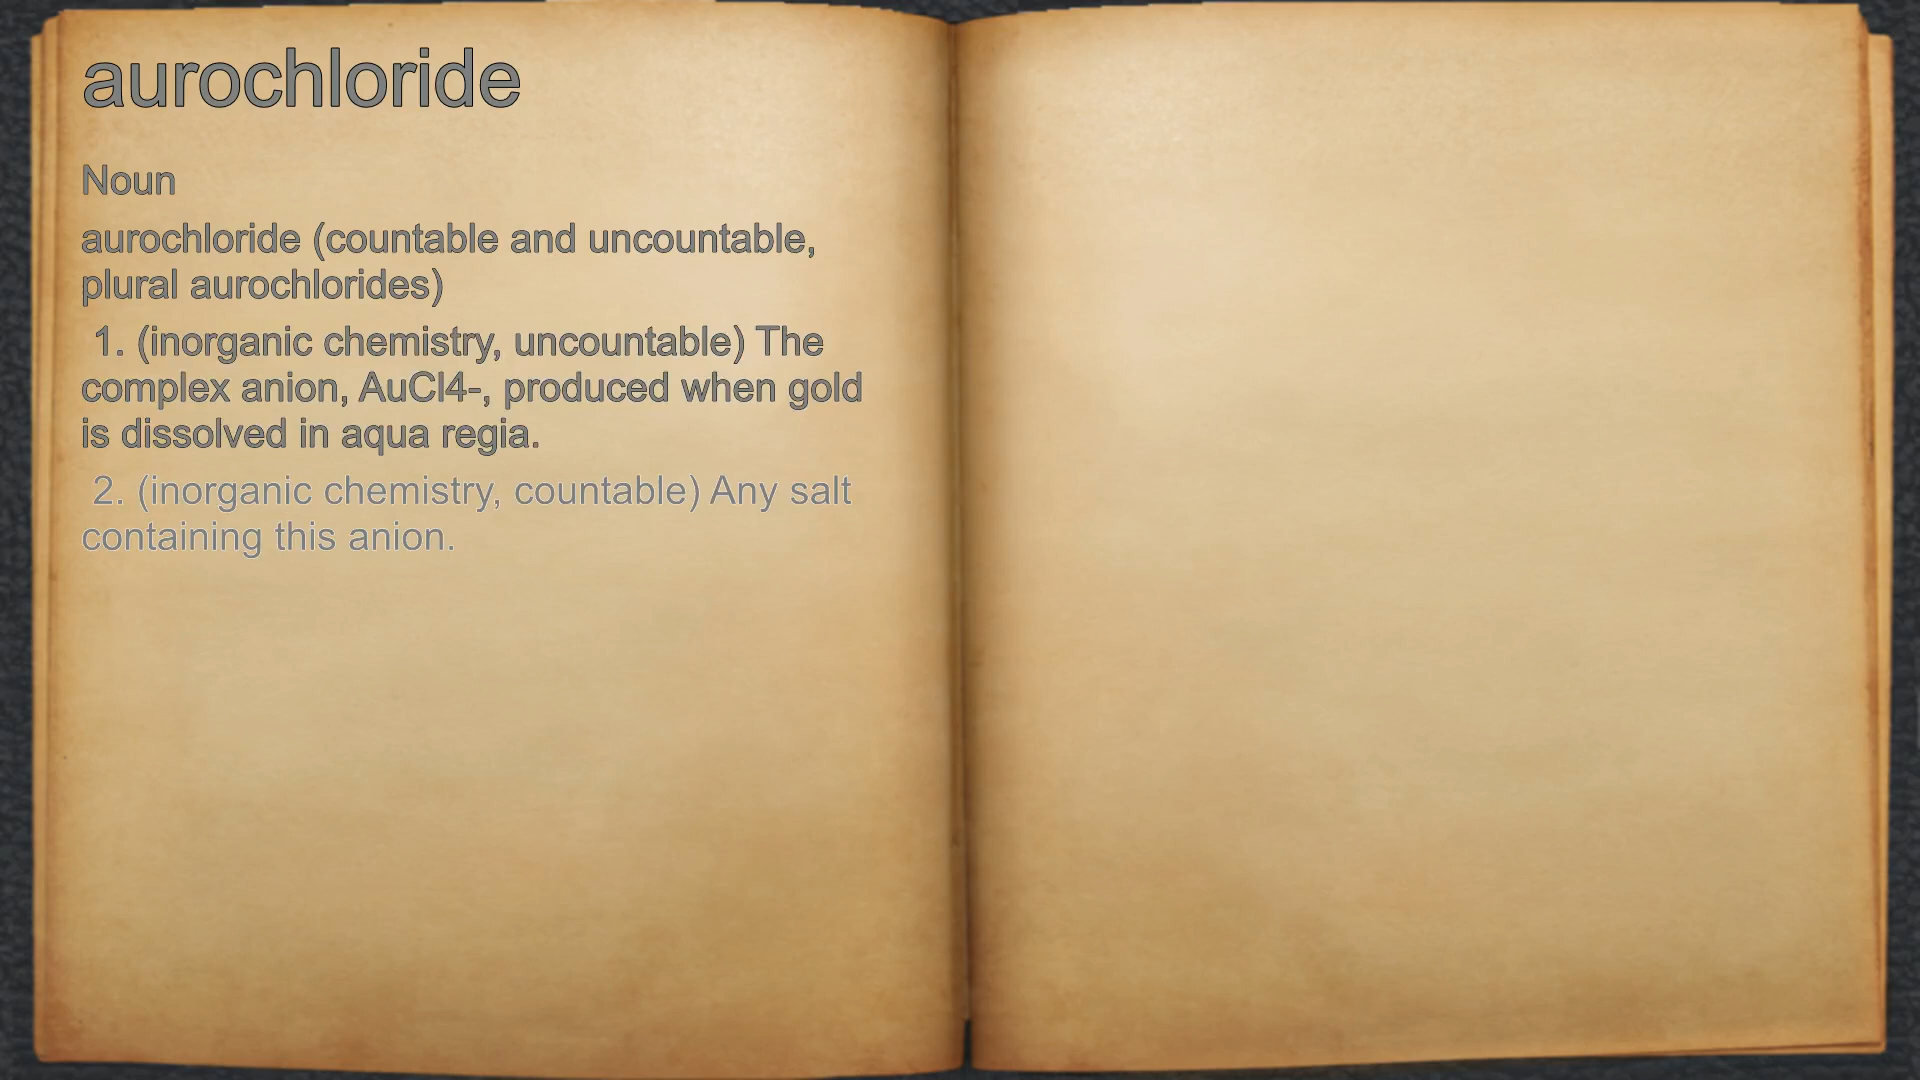 aurochloride
Noun
aurochloride (countable and uncountable,
plural aurochlorides)
1. (inorganic chemistry, uncountable) The
complex anion, AuCl4-, produced when gold
is dissolved in aqua regia.
2. (inorganic chemistry, countable) Any salt
containing this anion.